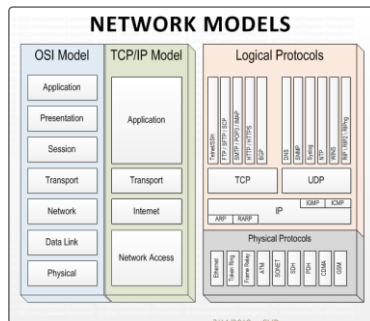 NETWORK MODELS
OSI Model
Application
Presentation
Session
Transport
Network
Data Link
Physical
TCP/IP Model
Application
Transport
Internet
Network Access
Logical Protocols
Telnet/SSH
FTP / SFTP / SCP
SMTP / POP3 / IMAP
HTTP / HTTPS
BGP
DNS
SNMP
Syslog
NTP
WINS
RIP1 / RIP2 / RIPng
TCP
UDP
IGMP
ICMP
IP
ARP
RARP
Physical Protocols
Ethernet
Token Ring
Frame Relay
ATM
SONET
SDH
PDH
CDMA
GSM